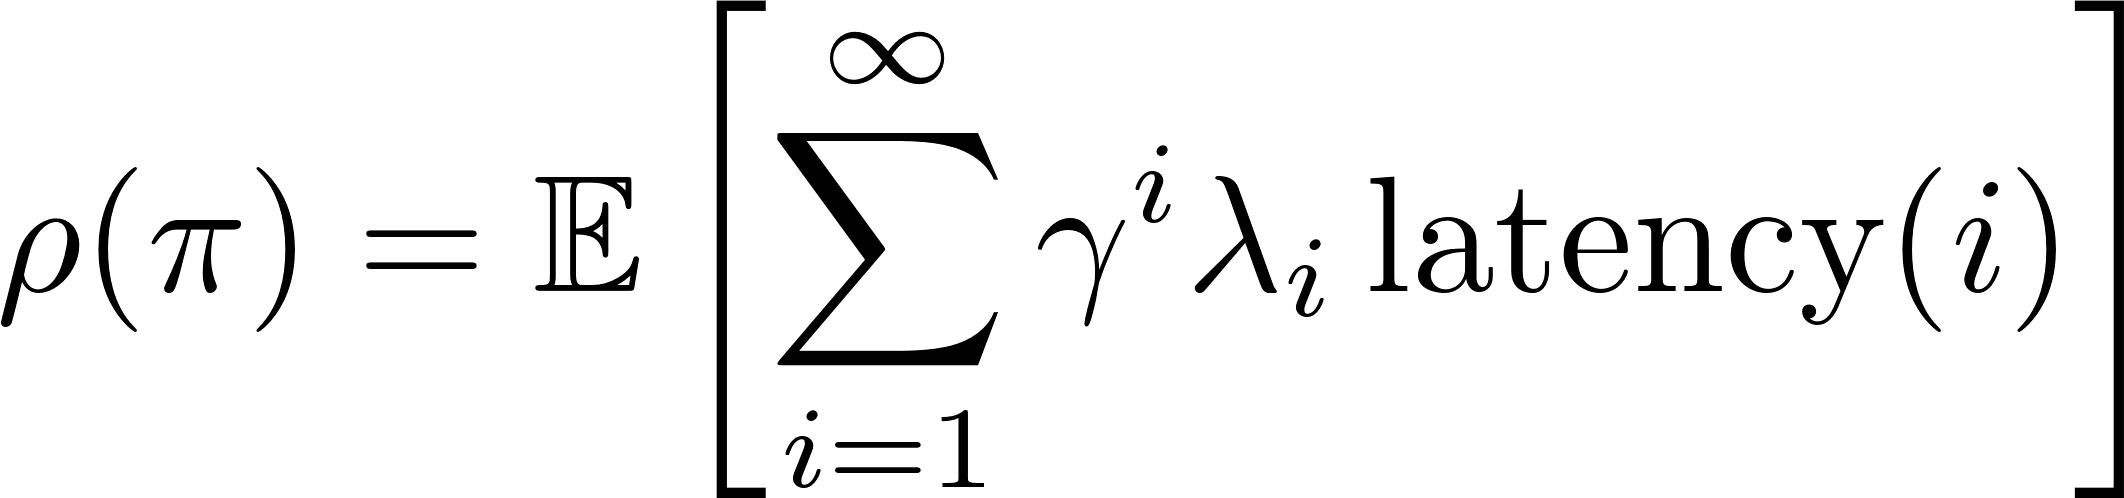 ρ(π) = 𝔼 [ ∑_{i=1}^{∞} γ^i λ_i latency(i) ]